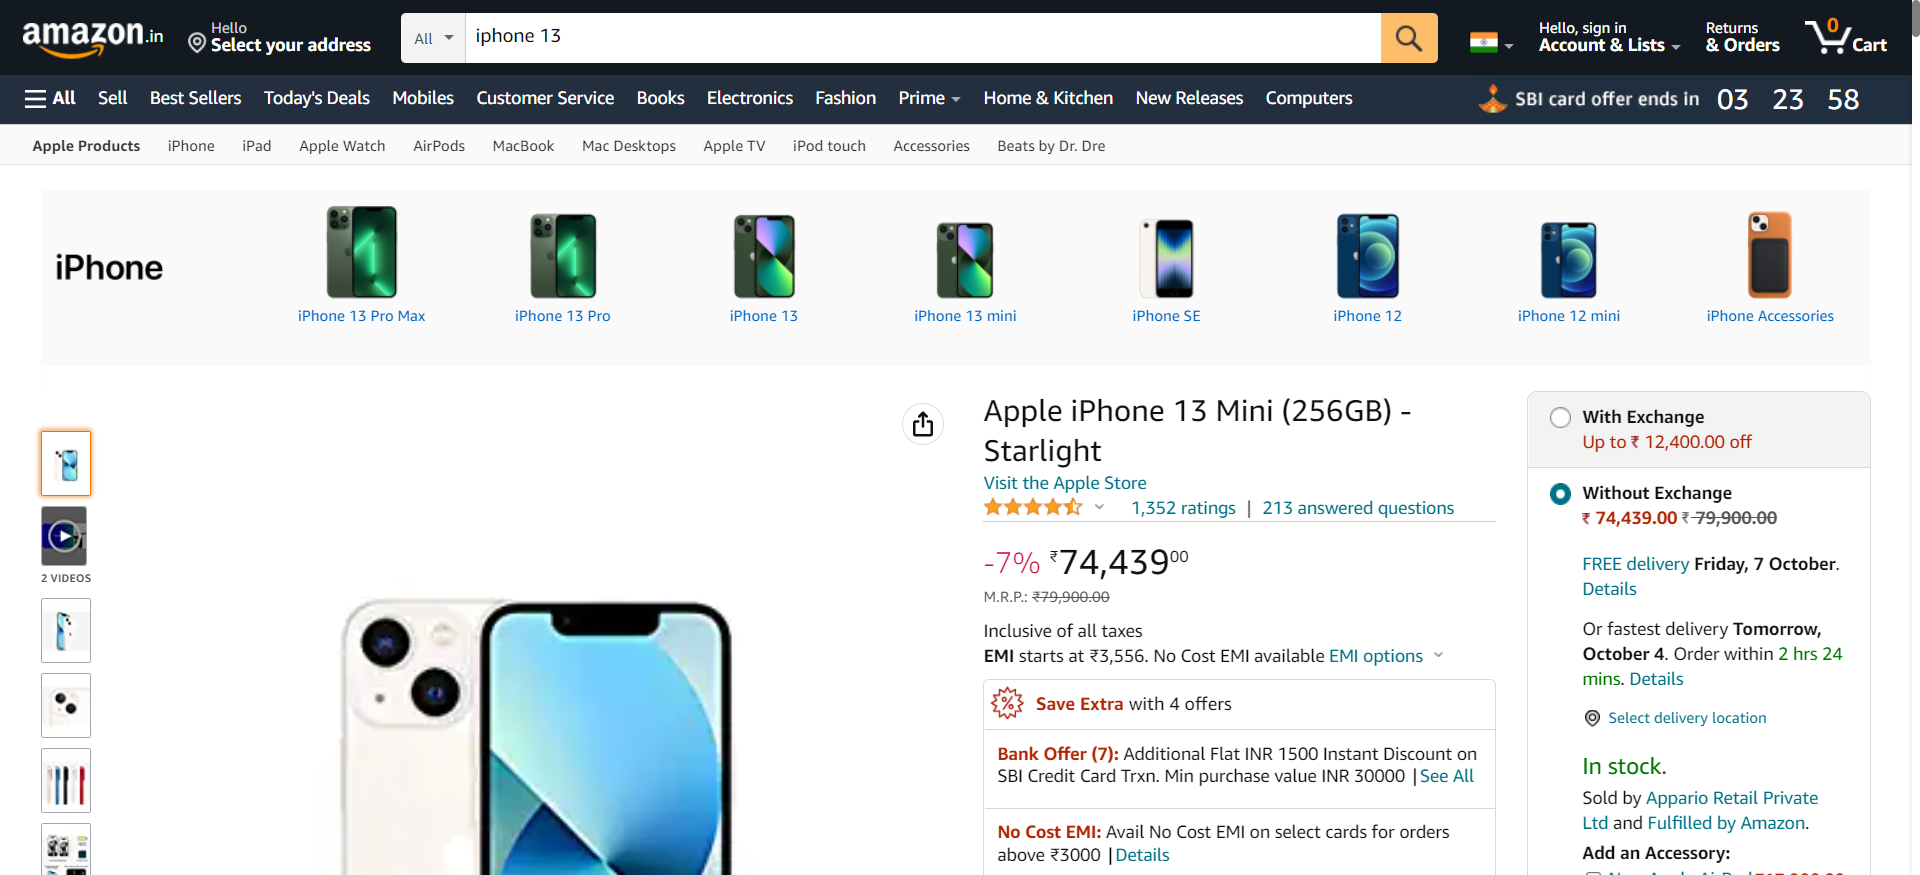 amazon.in
Hello
Select your address
All
iphone 13
Hello, sign in
Account & Lists
Returns
& Orders
0
Cart
All
Sell
Best Sellers
Today's Deals
Mobiles
Customer Service
Books
Electronics
Fashion
Prime
Home & Kitchen
New Releases
Computers
SBI card offer ends in 03 23 58
Apple Products
iPhone
iPad
Apple Watch
AirPods
MacBook
Mac Desktops
Apple TV
iPod touch
Accessories
Beats by Dr. Dre
iPhone
iPhone 13 Pro Max
iPhone 13 Pro
iPhone 13
iPhone 13 mini
iPhone SE
iPhone 12
iPhone 12 mini
iPhone Accessories
2 VIDEOS
Apple iPhone 13 Mini (256GB) -
Starlight
Visit the Apple Store
1,352 ratings | 213 answered questions
-7% ₹74,43900
M.R.P.: ₹79,900.00
Inclusive of all taxes
EMI starts at ₹3,556. No Cost EMI available EMI options
Save Extra with 4 offers
Bank Offer (7): Additional Flat INR 1500 Instant Discount on
SBI Credit Card Trxn. Min purchase value INR 30000 | See All
No Cost EMI: Avail No Cost EMI on select cards for orders
above ₹3000 | Details
With Exchange
Up to ₹ 12,400.00 off
Without Exchange
₹ 74,439.00 ₹ 79,900.00
FREE delivery Friday, 7 October.
Details
Or fastest delivery Tomorrow,
October 4. Order within 2 hrs 24
mins. Details
Select delivery location
In stock.
Sold by Appario Retail Private
Ltd and Fulfilled by Amazon.
Add an Accessory: